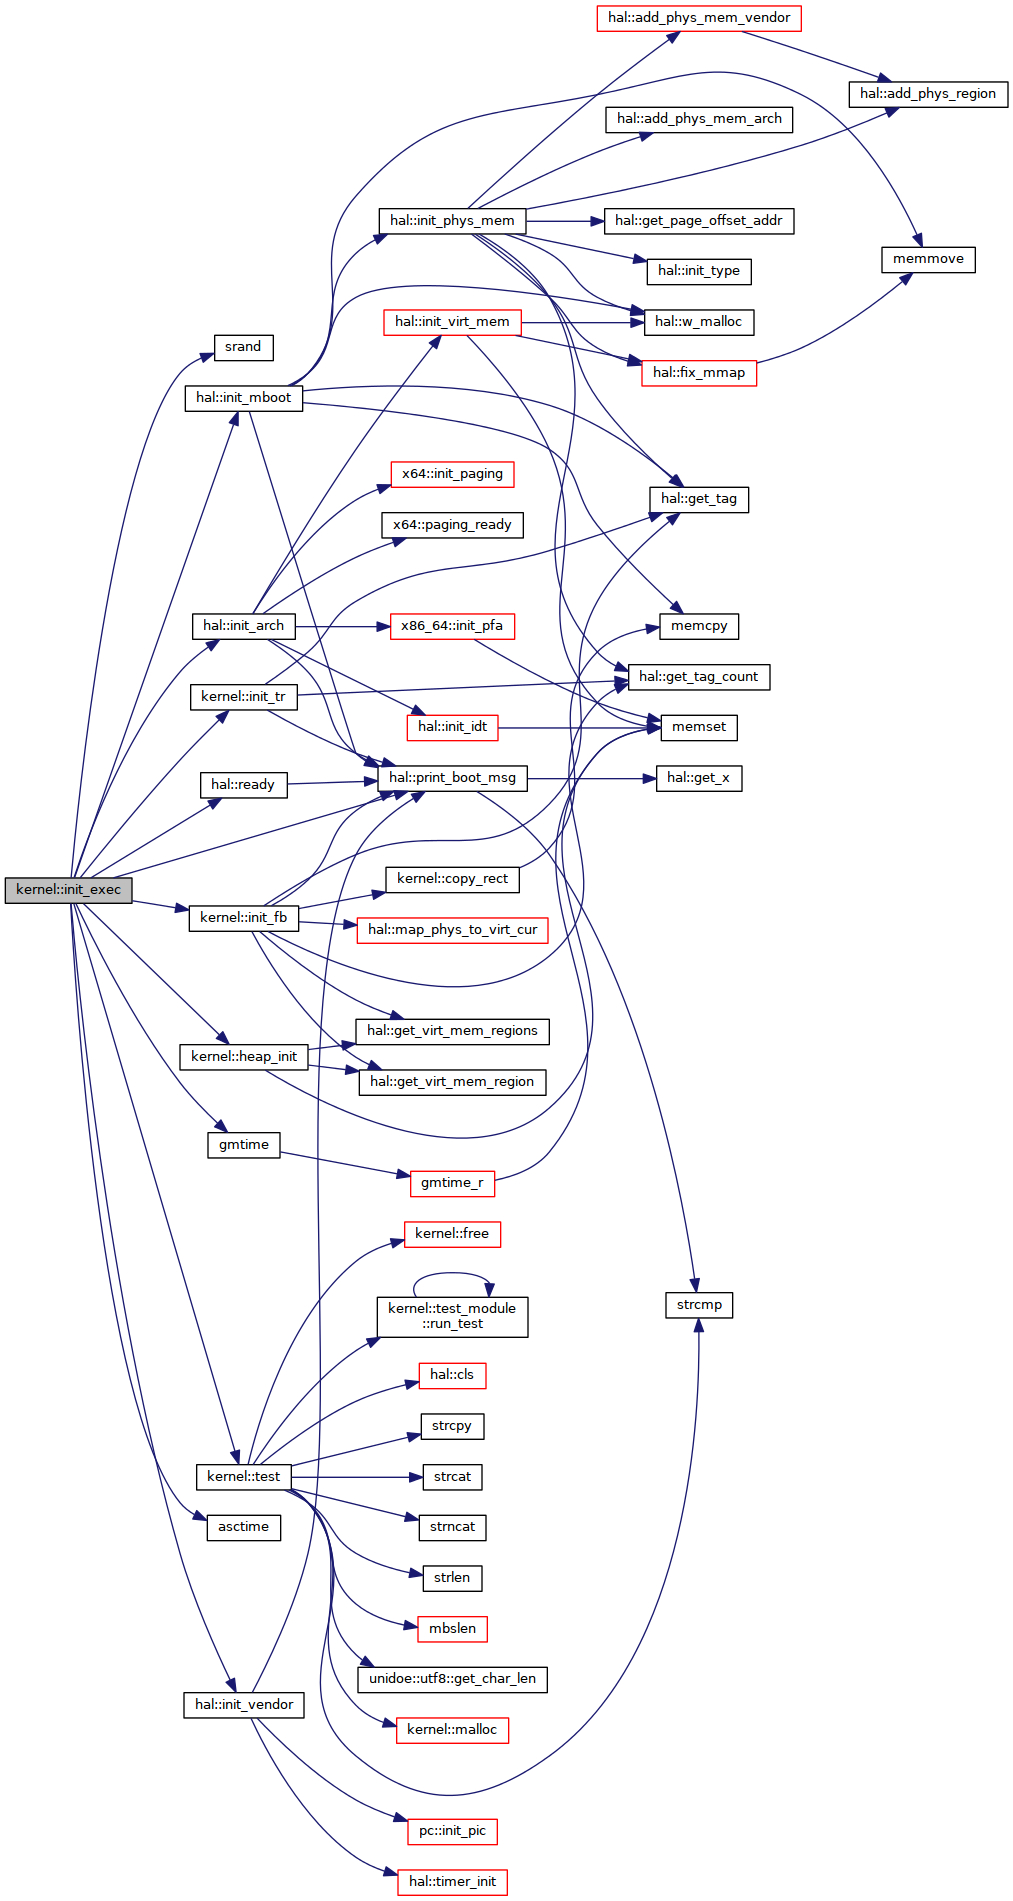 hal::add_phys_mem_vendor
hal::add_phys_region
hal::add_phys_mem_arch
hal::init_phys_mem
hal::get_page_offset_addr
memmove
hal::init_type
hal::init_virt_mem
hal::w_malloc
srand
hal::fix_mmap
hal::init_mboot
x64::init_paging
hal::get_tag
x64::paging_ready
hal::init_arch
x86_64::init_pfa
memcpy
hal::get_tag_count
kernel::init_tr
hal::init_idt
memset
hal::print_boot_msg
hal::get_x
hal::ready
kernel::copy_rect
kernel::init_exec
kernel::init_fb
hal::map_phys_to_virt_cur
hal::get_virt_mem_regions
kernel::heap_init
hal::get_virt_mem_region
gmtime
gmtime_r
kernel::free
kernel::test_module
::run_test
strcmp
hal::cls
strcpy
kernel::test
strcat
asctime
strncat
strlen
mbslen
unidoe::utf8::get_char_len
hal::init_vendor
kernel::malloc
pc::init_pic
hal::timer_init